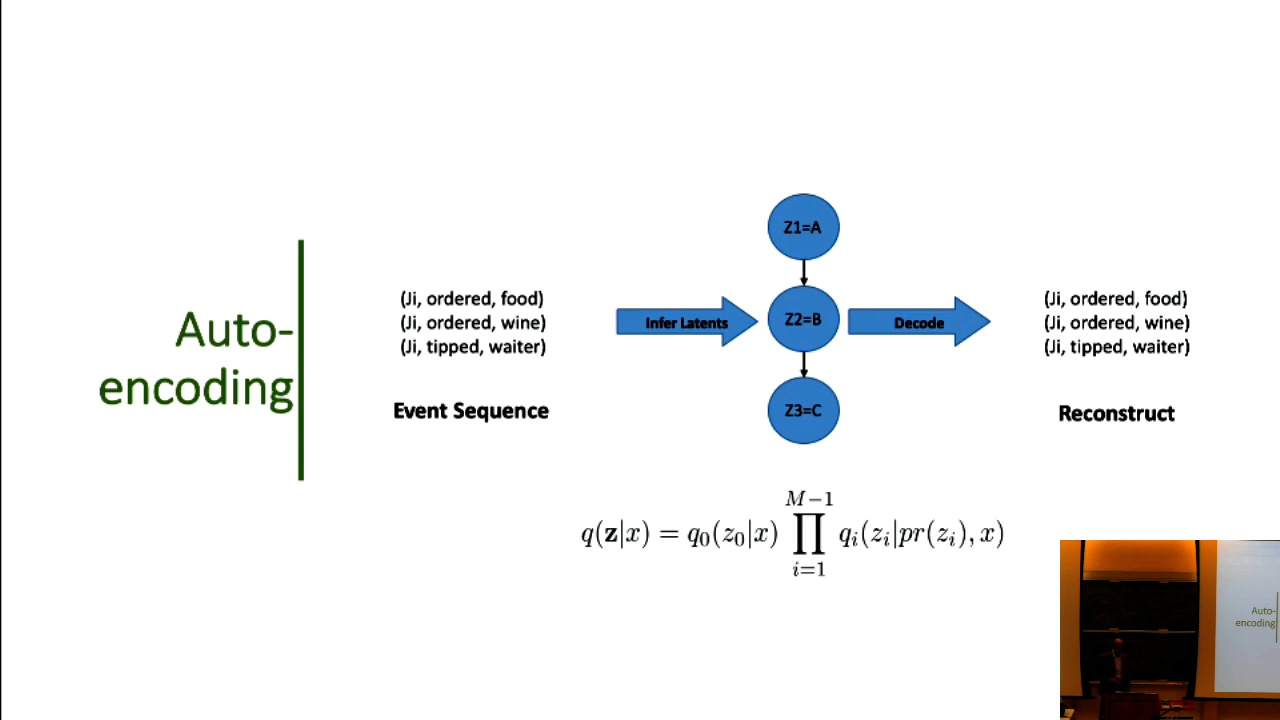 Auto-
encoding
(Ji, ordered, food)
(Ji, ordered, wine)
(Ji, tipped, waiter)
Event Sequence
Infer Latents
Z1=A
Z2=B
Z3=C
Decode
(Ji, ordered, food)
(Ji, ordered, wine)
(Ji, tipped, waiter)
Reconstruct
q(𝐳|x) = q₀(z₀|x) ∏_{i=1}^{M−1} qᵢ(zᵢ|pr(zᵢ), x)
Auto-
encoding